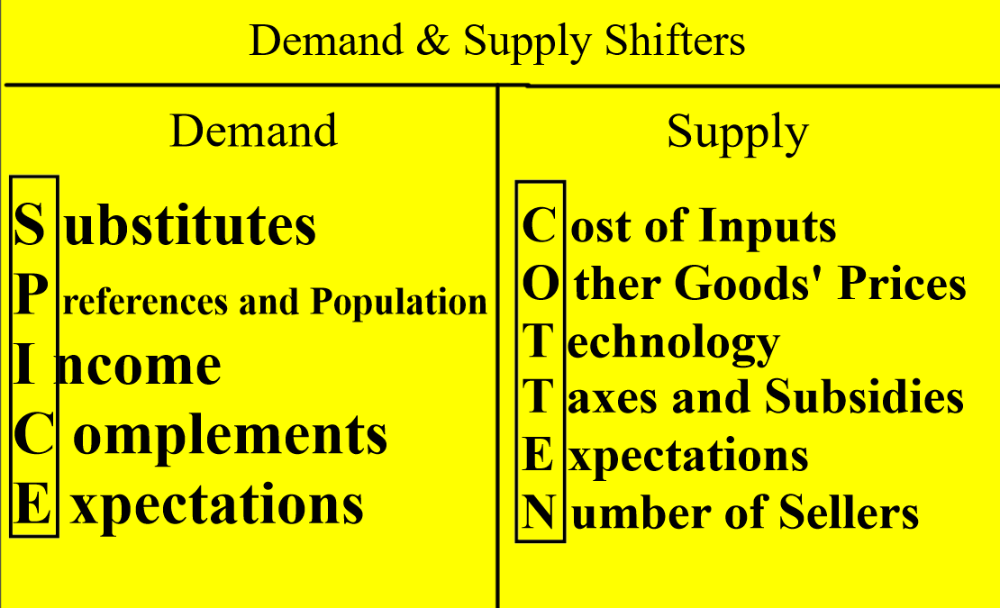 Demand & Supply Shifters
Demand
Substitutes
Preferences and Population
Income
Complements
Expectations
Supply
Cost of Inputs
Other Goods' Prices
Technology
Taxes and Subsidies
Expectations
Number of Sellers